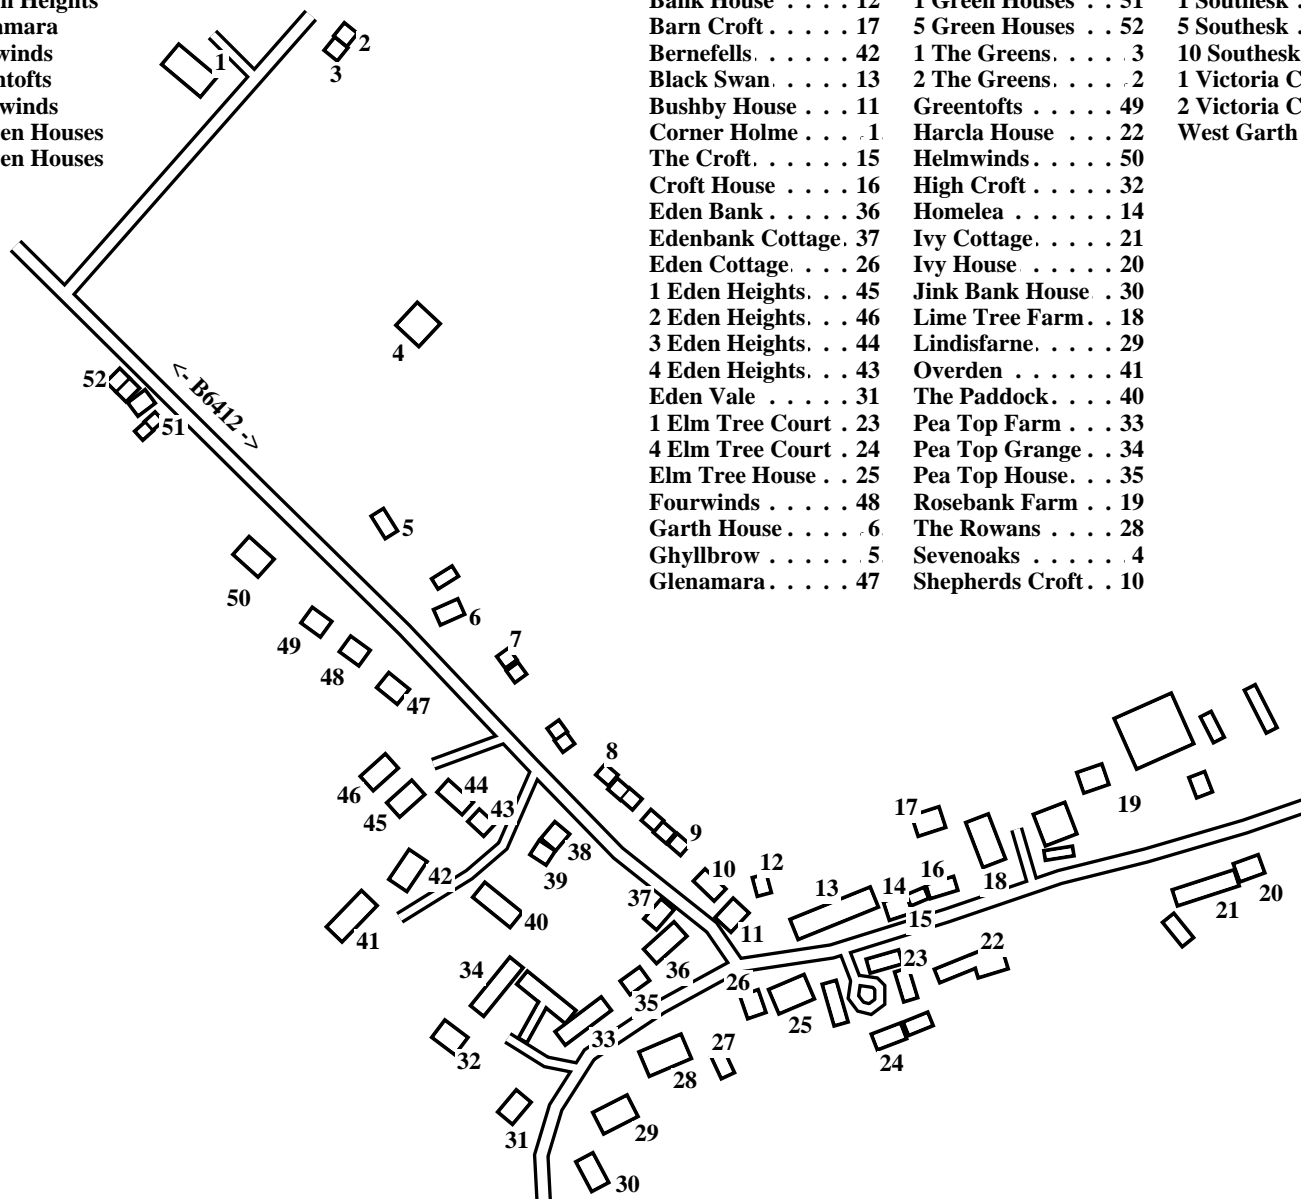 Heights
amara
winds
ntofts
winds
en Houses
en Houses
Bank House . . . . 12
Barn Croft . . . . . 17
Bernefells . . . . . 42
Black Swan . . . . . 13
Bushby House . . . 11
Corner Holme . . . . 1
The Croft . . . . . . 15
Croft House . . . . 16
Eden Bank . . . . . 36
Edenbank Cottage . 37
Eden Cottage . . . . 26
1 Eden Heights . . . 45
2 Eden Heights . . . 46
3 Eden Heights . . . 44
4 Eden Heights . . . 43
Eden Vale . . . . . 31
1 Elm Tree Court . 23
4 Elm Tree Court . 24
Elm Tree House . . 25
Fourwinds . . . . . 48
Garth House . . . . . 6
Ghyllbrow . . . . . . 5
Glenamara . . . . . 47
1 Green Houses . . 51
5 Green Houses . . 52
1 The Greens . . . . . 3
2 The Greens . . . . . 2
Greentofts . . . . . 49
Harcla House . . . 22
Helmwinds . . . . . 50
High Croft . . . . . 32
Homelea . . . . . . 14
Ivy Cottage . . . . . 21
Ivy House . . . . . 20
Jink Bank House . . 30
Lime Tree Farm . . 18
Lindisfarne . . . . . 29
Overden . . . . . . 41
The Paddock . . . . 40
Pea Top Farm . . . 33
Pea Top Grange . . 34
Pea Top House . . . 35
Rosebank Farm . . 19
The Rowans . . . . 28
Sevenoaks . . . . . . 4
Shepherds Croft . . 10
1 Southesk .
5 Southesk .
10 Southesk
1 Victoria C
2 Victoria C
West Garth
1
2
3
4
52
51
<- B6412 ->
5
50
6
49
7
48
47
8
46
44
45
43
9
17
19
38
39
10
12
16
18
42
13
14
20
37
40
15
21
11
41
36
34
26
23
22
35
25
33
27
24
32
28
31
29
30